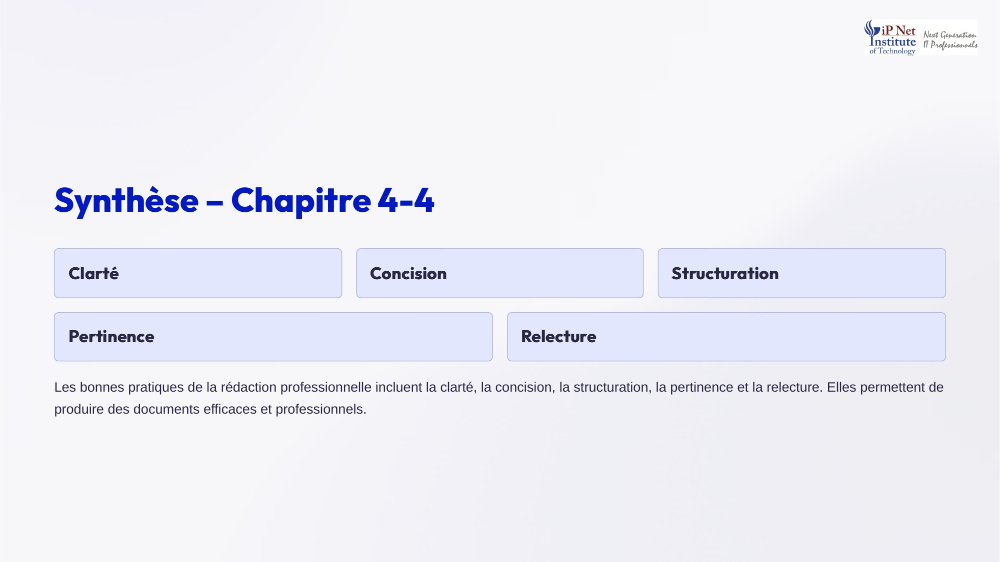 iP Net
Institute
of Technology
Next Generation
IT Professionnels
Synthèse – Chapitre 4-4
Clarté
Concision
Structuration
Pertinence
Relecture
Les bonnes pratiques de la rédaction professionnelle incluent la clarté, la concision, la structuration, la pertinence et la relecture. Elles permettent de
produire des documents efficaces et professionnels.